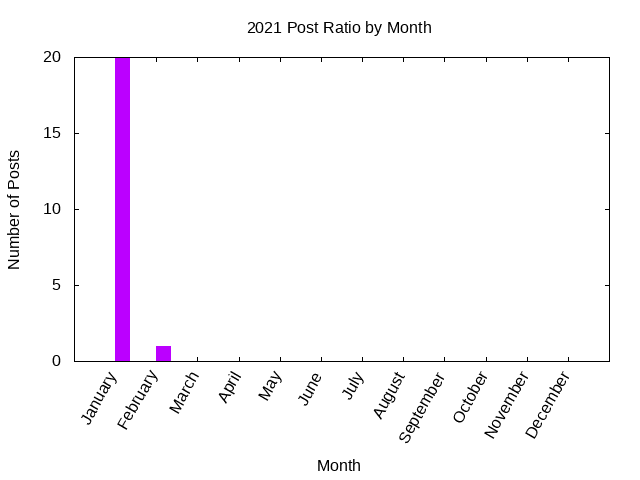 2021 Post Ratio by Month
20
15
10
5
0
Number of Posts
January
February
March
April
May
June
July
August
September
October
November
December
Month